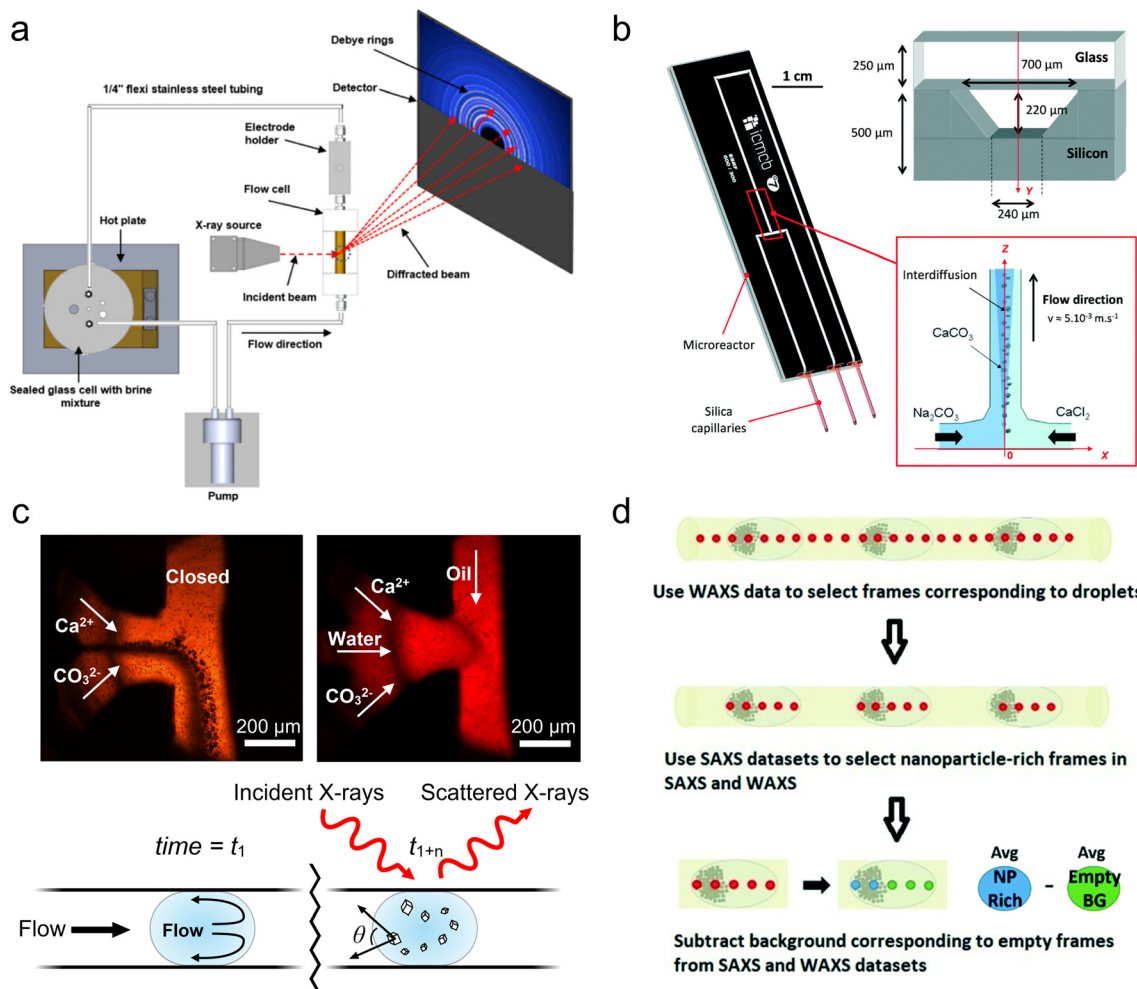 a
Debye rings
Detector
1/4" flexi stainless steel tubing
Electrode
holder
Flow cell
X-ray source
Hot plate
Incident beam
Diffracted beam
Flow direction
Sealed glass cell with brine
mixture
Pump
b
1 cm
icmcb
Microreactor
Silica
capillaries
Glass
250 µm
700 µm
220 µm
500 µm
Silicon
Y
240 µm
Z
Interdiffusion
Flow direction
v ≈ 5.10⁻³ m.s⁻¹
CaCO₃
Na₂CO₃
CaCl₂
0
X
c
Closed
Ca²⁺
CO₃²⁻
200 µm
Oil
Ca²⁺
Water
CO₃²⁻
200 µm
Incident X-rays
Scattered X-rays
time = t₁
t₁₊ₙ
Flow
Flow
θ
d
Use WAXS data to select frames corresponding to droplets
Use SAXS datasets to select nanoparticle-rich frames in
SAXS and WAXS
Avg
NP
Rich
-
Avg
Empty
BG
Subtract background corresponding to empty frames
from SAXS and WAXS datasets